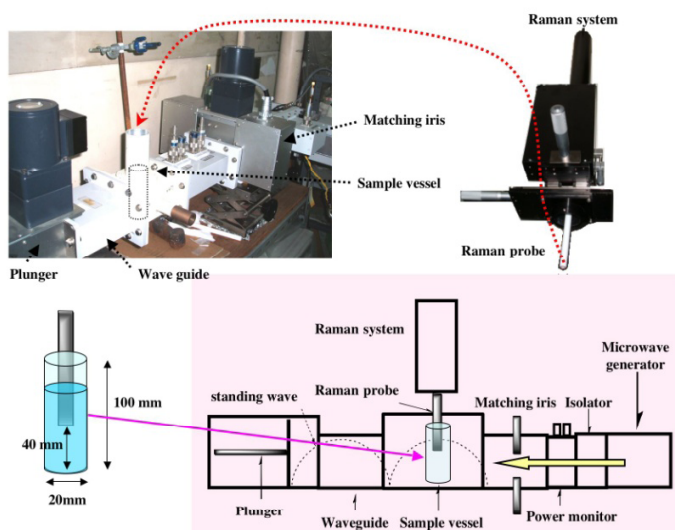 Raman system
Matching iris
Sample vessel
Raman probe
Plunger
Wave guide
Raman system
Microwave
generator
Raman probe
Matching iris
Isolator
standing wave
100 mm
40 mm
20mm
Plunger
Waveguide
Sample vessel
Power monitor